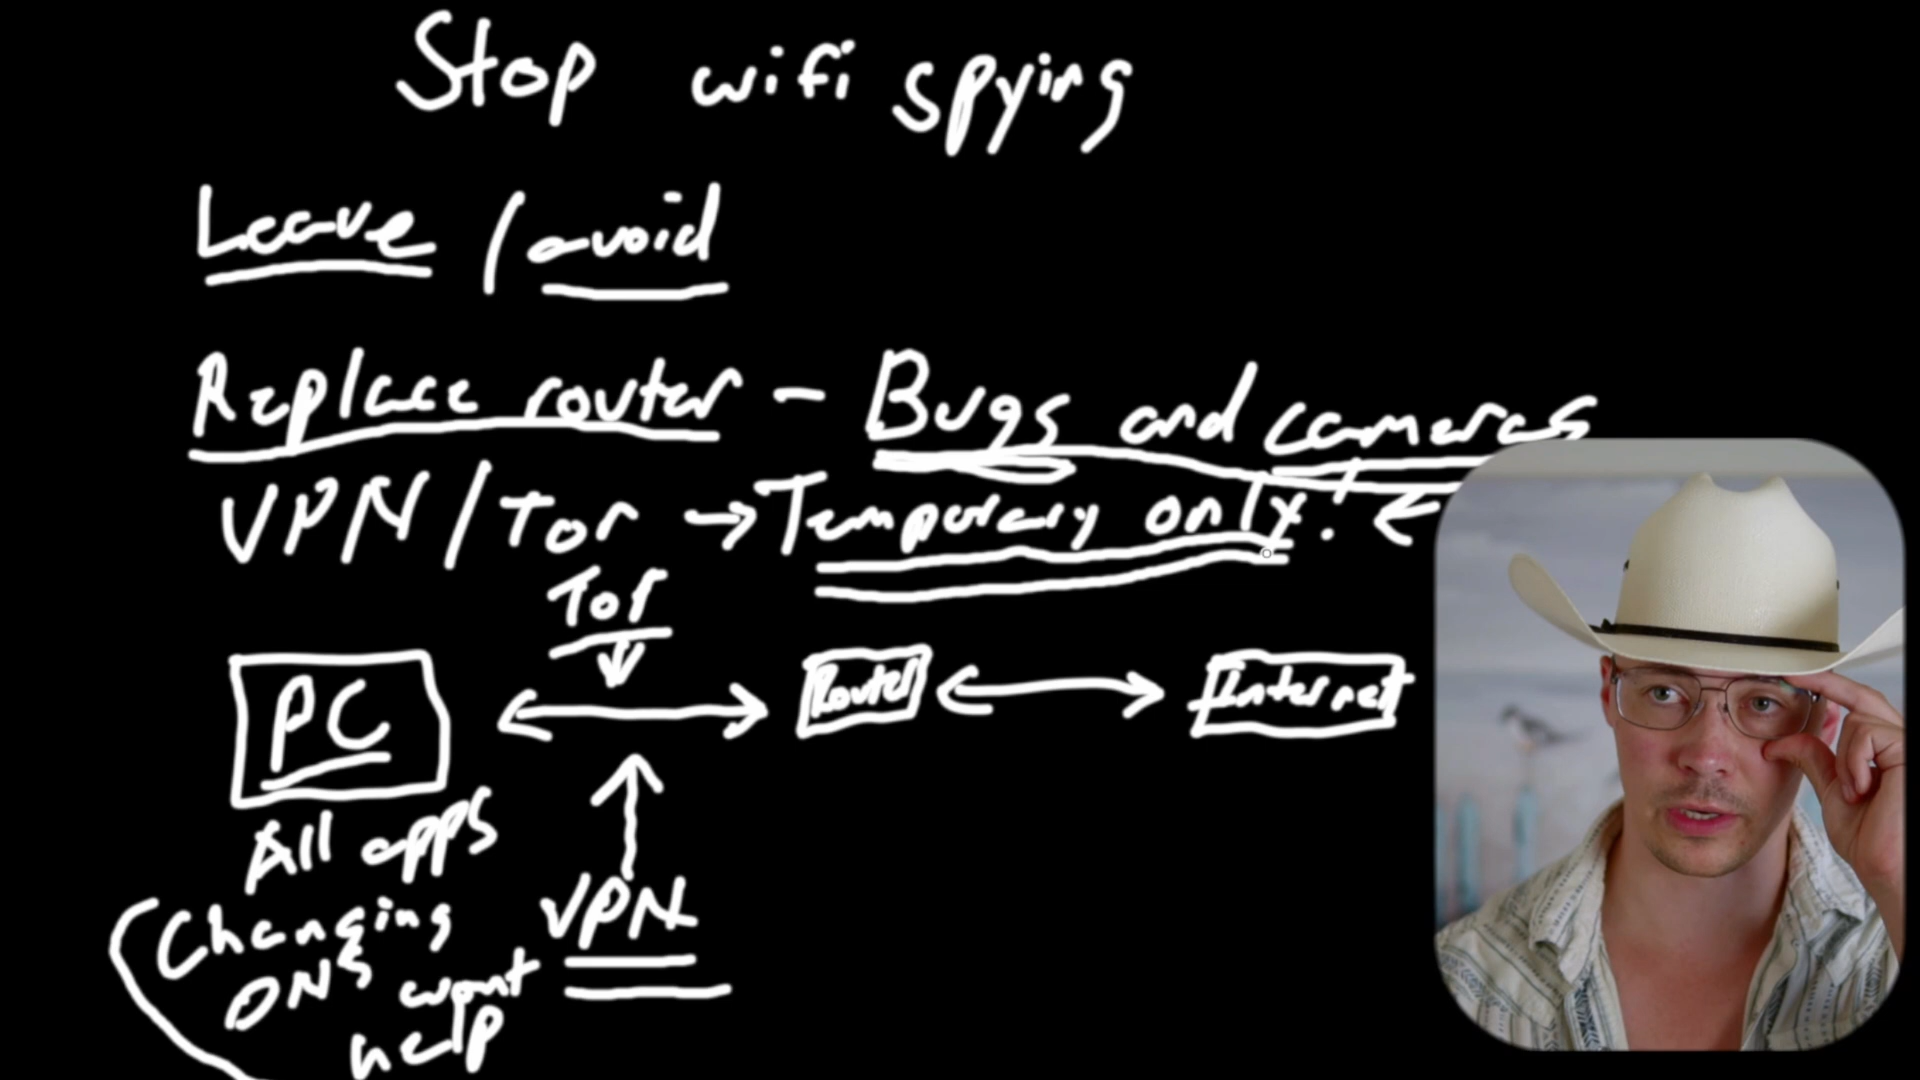 Stop wifi spying
Leave / avoid
Replace router - Bugs and cameras
VPN / Tor → Temporary only! ←
Tor
PC
Router
Internet
All apps
VPN
Changing
DNS want
help